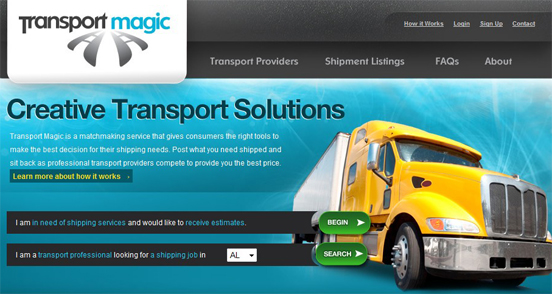 transport magic
How it Works Login Sign Up Contact
Transport Providers Shipment Listings FAQs About
Creative Transport Solutions
Transport Magic is a matchmaking service that gives consumers the right tools to
make the best decision for their shipping needs. Post what you need shipped and
sit back as professional transport providers compete to provide you the best price.
Learn more about how it works
I am in need of shipping services and would like to receive estimates. BEGIN
I am a transport professional looking for a shipping job in AL SEARCH